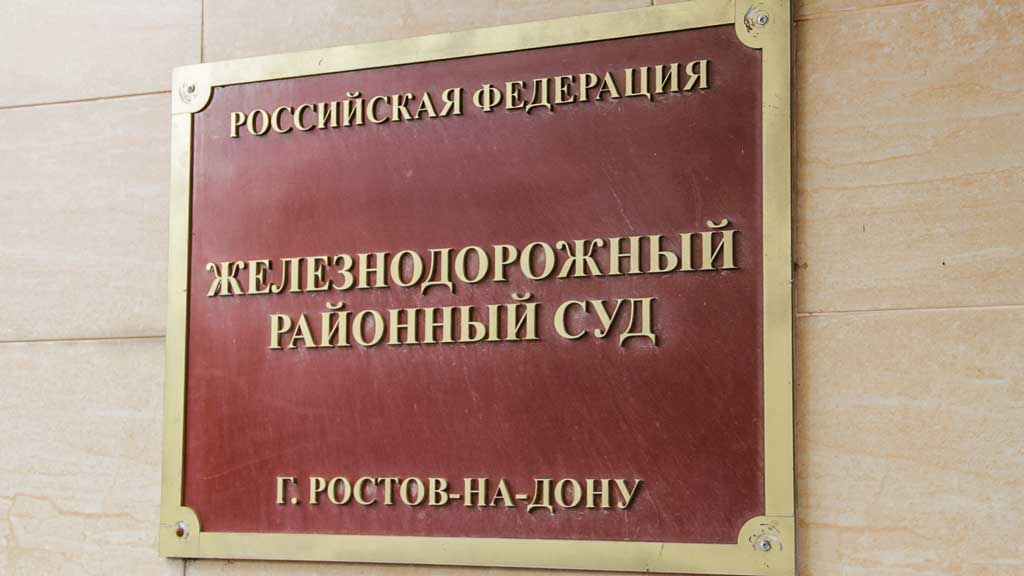 РОССИЙСКАЯ ФЕДЕРАЦИЯ
ЖЕЛЕЗНОДОРОЖНЫЙ
РАЙОННЫЙ СУД
Г. РОСТОВ-НА-ДОНУ